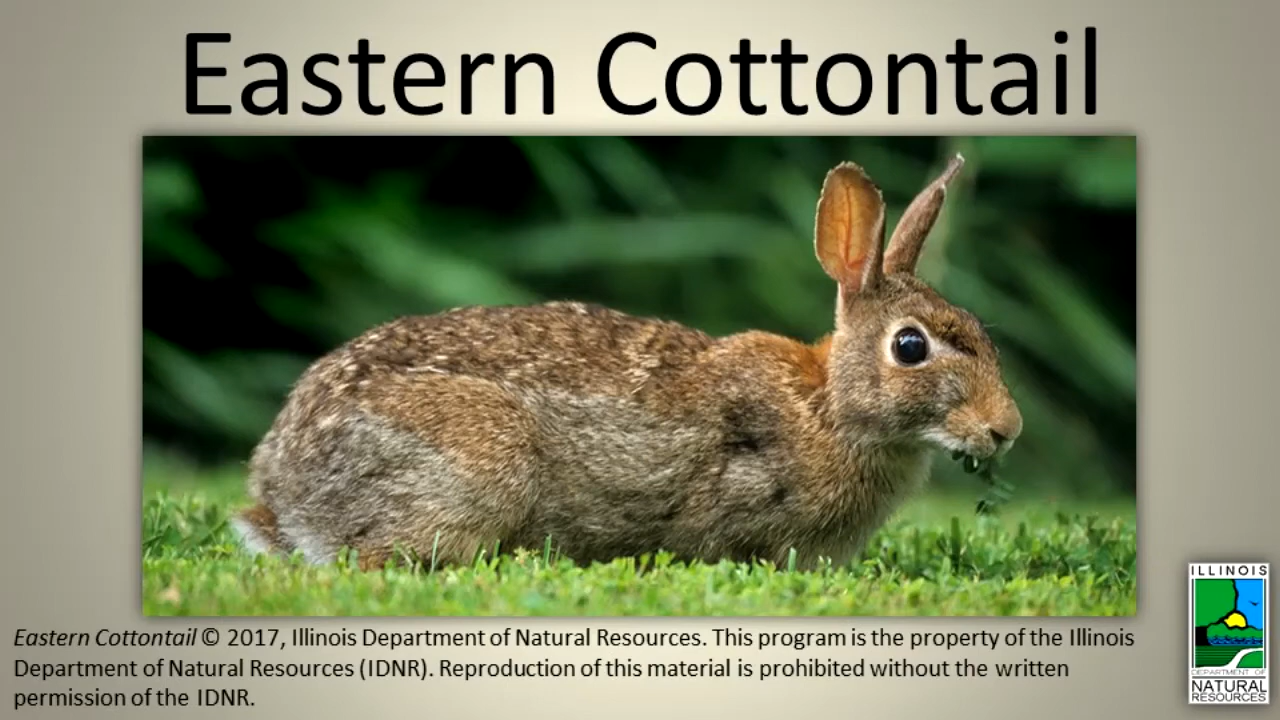 Eastern Cottontail
Eastern Cottontail © 2017, Illinois Department of Natural Resources. This program is the property of the Illinois
Department of Natural Resources (IDNR). Reproduction of this material is prohibited without the written
permission of the IDNR.
ILLINOIS
DEPARTMENT OF
NATURAL
RESOURCES